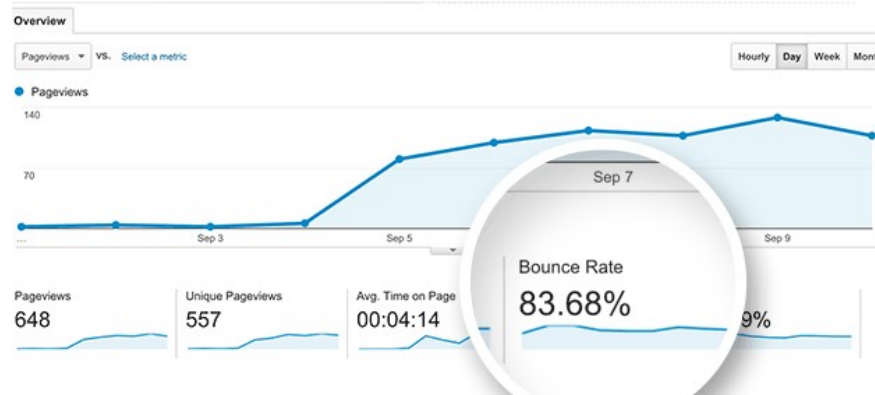 Overview
Pageviews VS. Select a metric
Hourly Day Week
Pageviews
140
70
...
Sep 3
Sep 5
Sep 7
Sep 9
Pageviews
648
Unique Pageviews
557
Avg. Time on Page
00:04:14
Bounce Rate
83.68%
9%